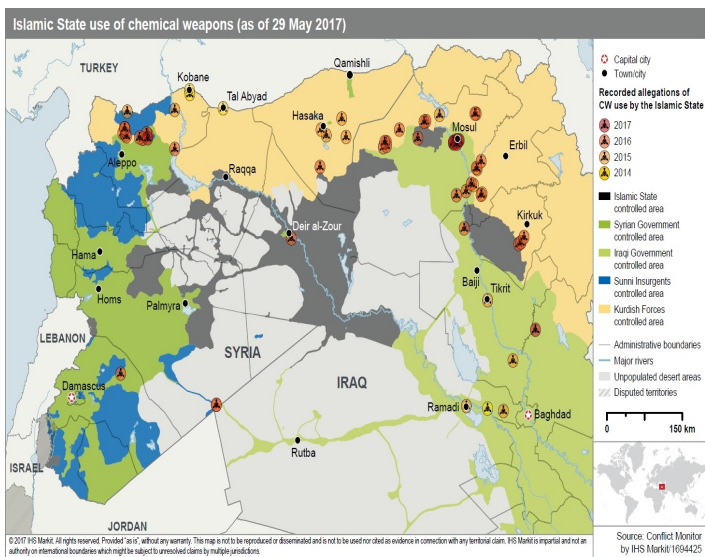 Islamic State use of chemical weapons (as of 29 May 2017)
TURKEY
Kobane
Tal Abyad
Qamishli
Hasaka
Mosul
Erbil
Aleppo
Raqqa
Deir al-Zour
Kirkuk
Hama
Homs
Palmyra
Baiji
Tikrit
LEBANON
SYRIA
IRAQ
Damascus
Ramadi
Baghdad
Rutba
ISRAEL
JORDAN
Capital city
Town/city
Recorded allegations
of CW use by the Islamic State
2017
2016
2015
2014
Islamic State
controlled area
Syrian Government
controlled area
Iraqi Government
controlled area
Sunni Insurgents
controlled area
Kurdish Forces
controlled area
Administrative boundaries
Major rivers
Unpopulated desert areas
Disputed territories
0 150 km
Source: Conflict Monitor
by IHS Markit/1694425
© 2017 IHS Markit. All rights reserved. Provided "as is", without any warranty. This map is not to be reproduced or disseminated and is not to be used nor cited as evidence in connection with any territorial claim. IHS Markit is impartial and not an
authority on international boundaries which might be subject to unresolved claims by multiple jurisdictions.